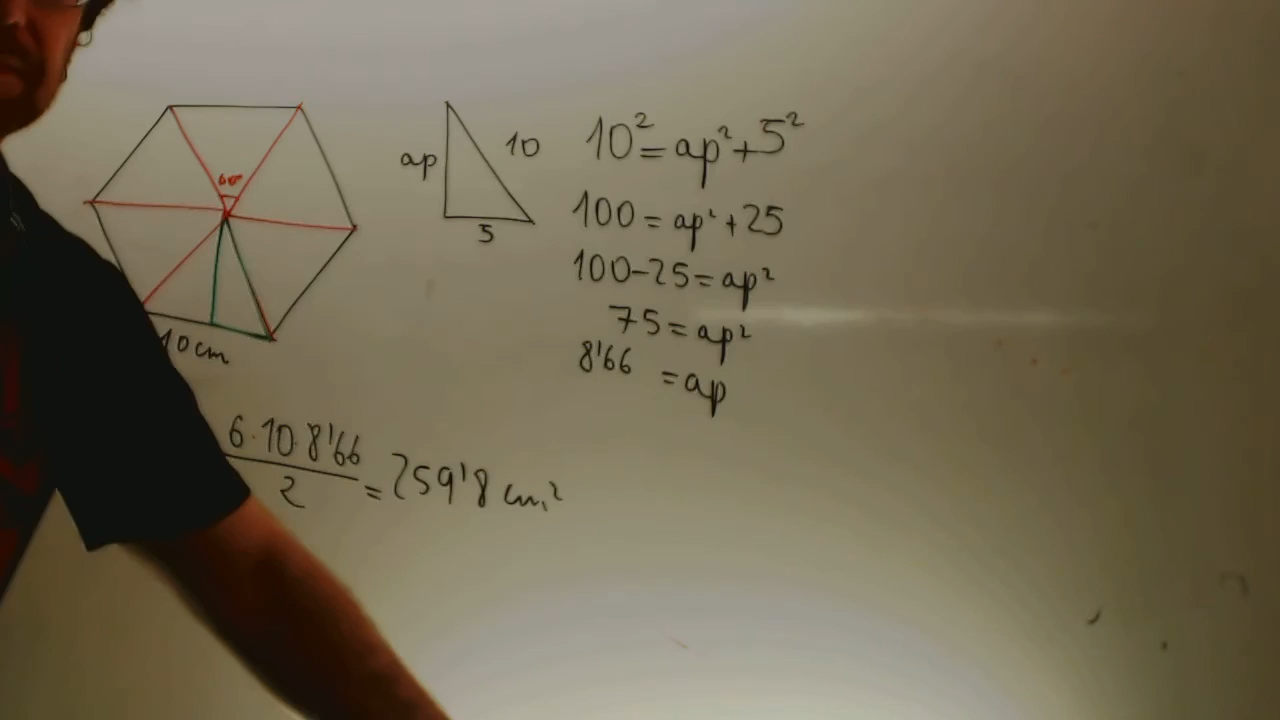 60°
10cm
ap
10
5
10²=ap²+5²
100=ap²+25
100-25=ap²
75=ap²
8'66 =ap
6·10·8'66
2
=259'8 cm²